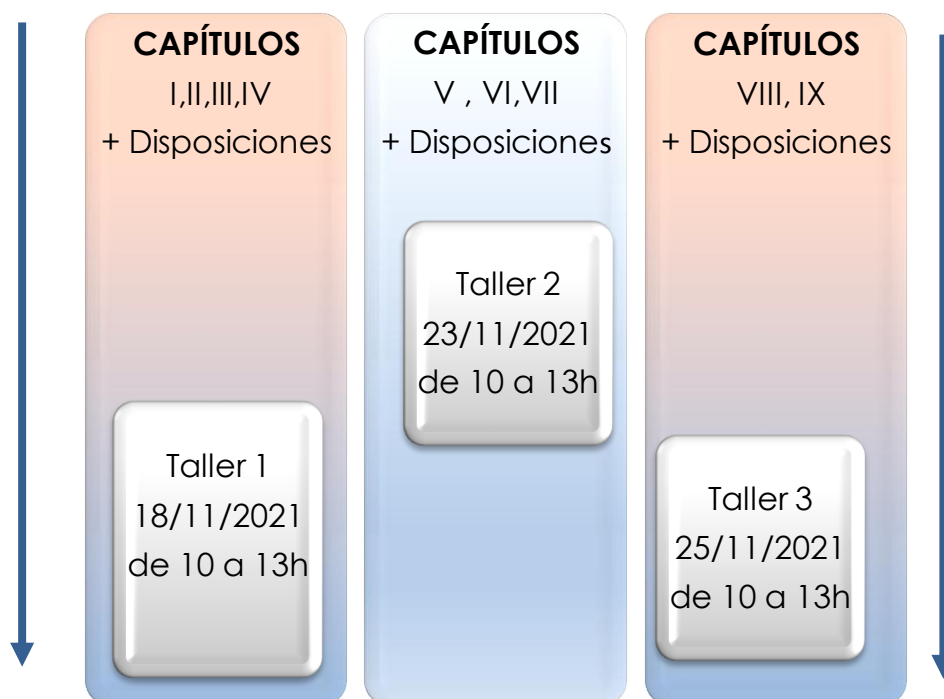 CAPÍTULOS
I,II,III,IV
+ Disposiciones
Taller 1
18/11/2021
de 10 a 13h
CAPÍTULOS
V , VI,VII
+ Disposiciones
Taller 2
23/11/2021
de 10 a 13h
CAPÍTULOS
VIII, IX
+ Disposiciones
Taller 3
25/11/2021
de 10 a 13h